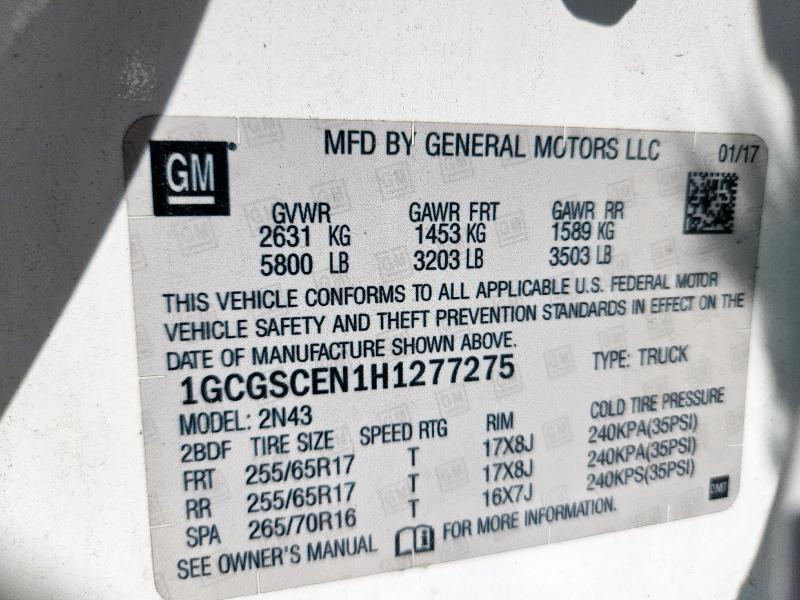 GM® MFD BY GENERAL MOTORS LLC 01/17
GVWR GAWR FRT GAWR RR
2631 KG 1453 KG 1589 KG
5800 LB 3203 LB 3503 LB
THIS VEHICLE CONFORMS TO ALL APPLICABLE U.S. FEDERAL MOTOR
VEHICLE SAFETY AND THEFT PREVENTION STANDARDS IN EFFECT ON THE
DATE OF MANUFACTURE SHOWN ABOVE.
1GCGSCEN1H1277275 TYPE: TRUCK
MODEL: 2N43
2BDF TIRE SIZE SPEED RTG RIM COLD TIRE PRESSURE
FRT 255/65R17 T 17X8J 240KPA(35PSI)
RR 255/65R17 T 17X8J 240KPA(35PSI)
SPA 265/70R16 T 16X7J 240KPS(35PSI)
SEE OWNER'S MANUAL i FOR MORE INFORMATION.